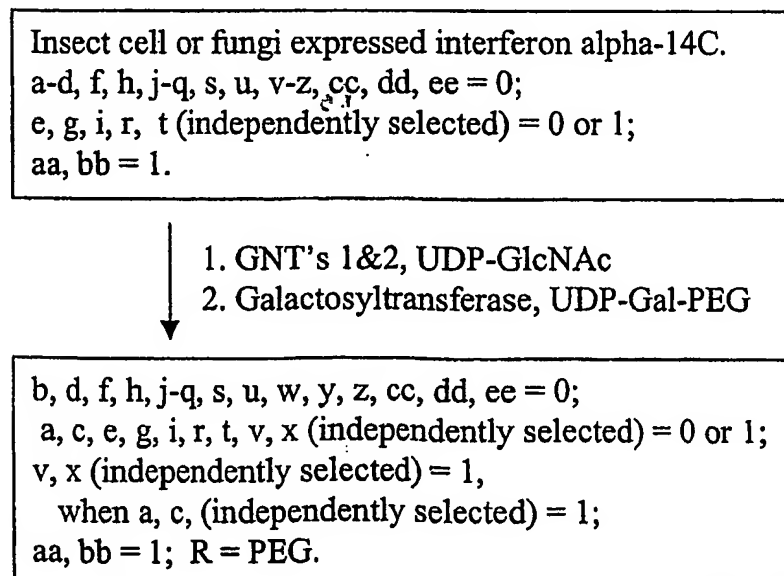 Insect cell or fungi expressed interferon alpha-14C.
a-d, f, h, j-q, s, u, v-z, cc, dd, ee = 0;
e, g, i, r, t (independently selected) = 0 or 1;
aa, bb = 1.
1. GNT's 1&2, UDP-GlcNAc
2. Galactosyltransferase, UDP-Gal-PEG
b, d, f, h, j-q, s, u, w, y, z, cc, dd, ee = 0;
a, c, e, g, i, r, t, v, x (independently selected) = 0 or 1;
v, x (independently selected) = 1,
when a, c, (independently selected) = 1;
aa, bb = 1; R = PEG.